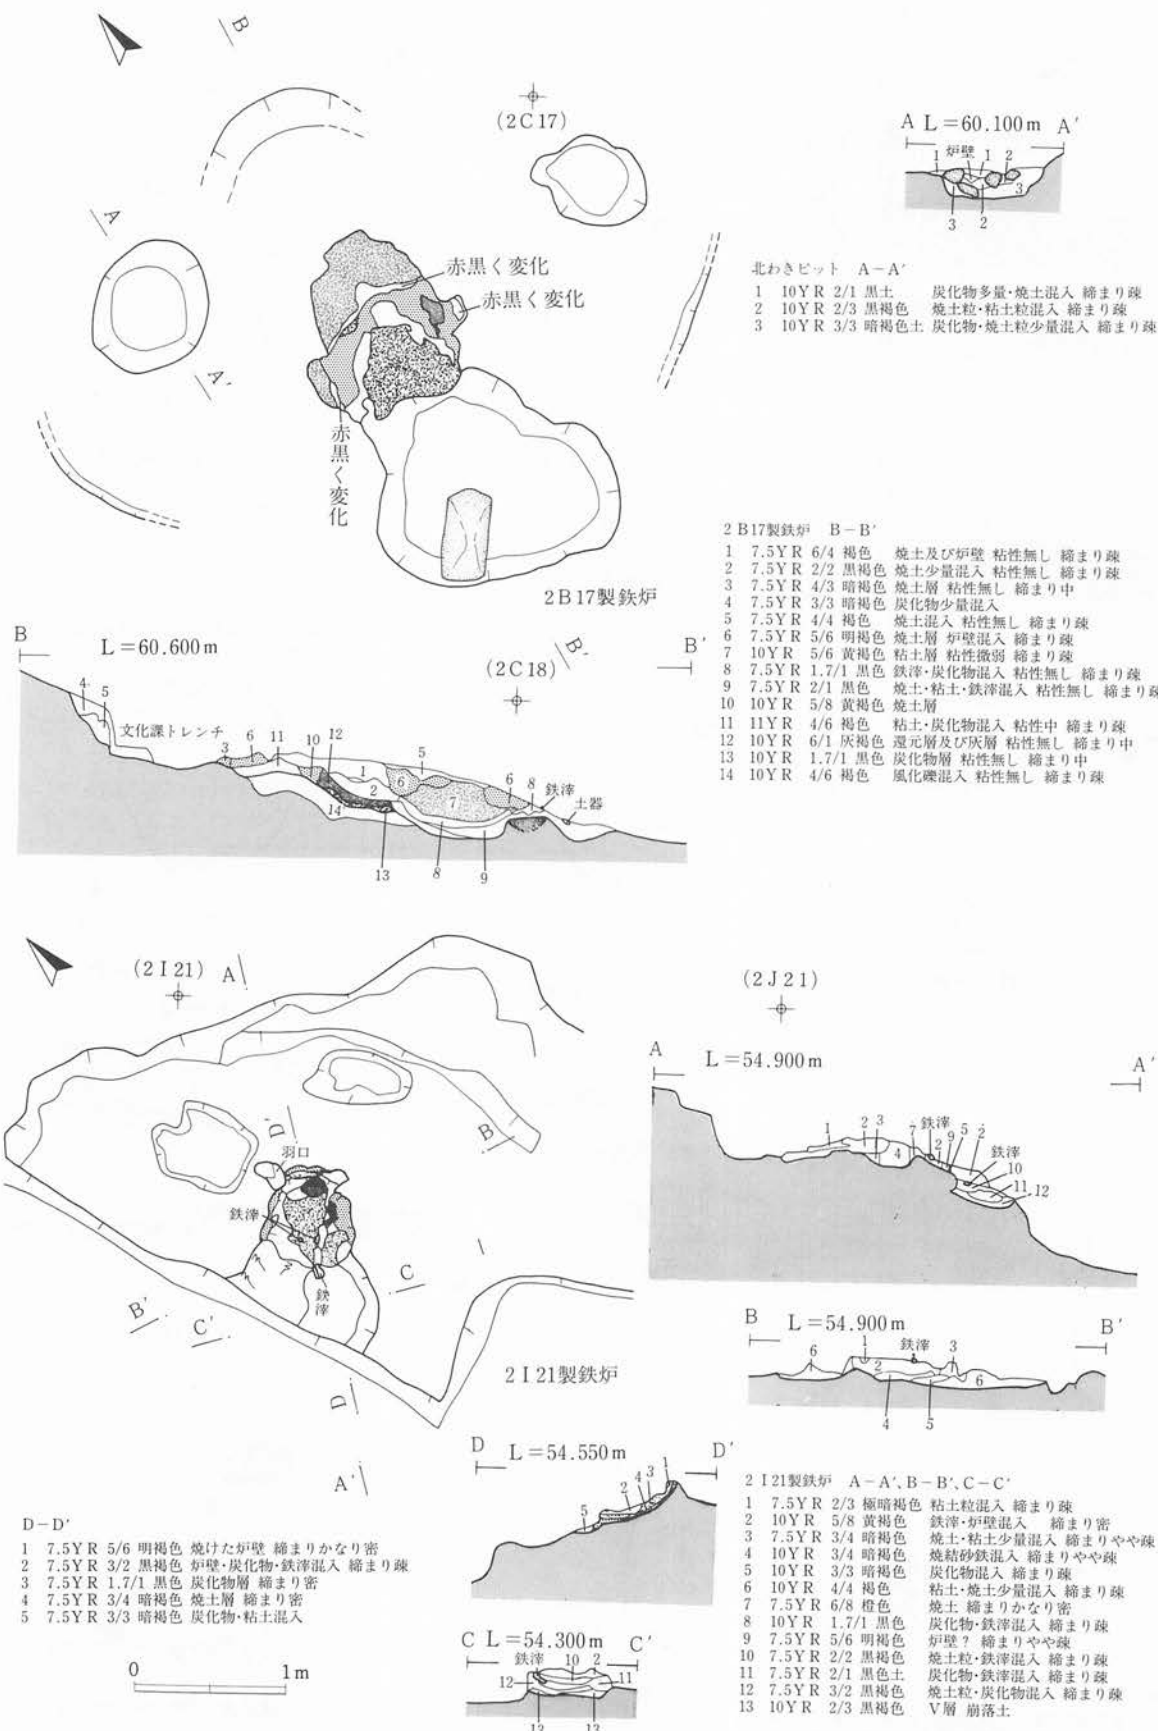 B
(2C17)
A L=60.100m A'
1 炉壁 1 2
3
3 2
A
A'
赤黒く変化
赤黒く変化
赤黒く変化
北わきピット A-A'
1 10YR 2/1 黒土 炭化物多量・焼土混入 締まり疎
2 10YR 2/3 黒褐色 焼土粒・粘土粒混入 締まり疎
3 10YR 3/3 暗褐色土 炭化物・焼土粒少量混入 締まり疎
2B17製鉄炉
2B17製鉄炉 B-B'
1 7.5YR 6/4 褐色 焼土及び炉壁 粘性無し 締まり疎
2 7.5YR 2/2 黒褐色 焼土少量混入 粘性無し 締まり疎
3 7.5YR 4/3 暗褐色 焼土層 粘性無し 締まり中
4 7.5YR 3/3 暗褐色 炭化物少量混入
5 7.5YR 4/4 褐色 焼土混入 粘性無し 締まり疎
6 7.5YR 5/6 明褐色 焼土層 炉壁混入 締まり疎
7 10YR 5/6 黄褐色 粘土層 粘性微弱 締まり疎
8 7.5YR 1.7/1 黒色 鉄滓・炭化物混入 粘性無し 締まり疎
9 7.5YR 2/1 黒色 焼土・粘土・鉄滓混入 粘性無し 締まり疎
10 10YR 5/8 黄褐色 焼土層
11 11YR 4/6 褐色 粘土・炭化物混入 粘性中 締まり疎
12 10YR 6/1 灰褐色 還元層及び灰層 粘性無し 締まり中
13 10YR 1.7/1 黒色 炭化物層 粘性無し 締まり中
14 10YR 4/6 褐色 風化礫混入 粘性無し 締まり疎
B L=60.600m B'
(2C18)
B'
4 5
文化課トレンチ
3 6 11 10 12 1 5 6 8 鉄滓
土器
2 6 7
14
13 8 9
(2I21)
A
(2J21)
A L=54.900m A'
1 2 3 7 鉄滓 9 5 2
4 2 鉄滓
10
11
12
D'
B
羽口
鉄滓
鉄滓
C
B'
C'
2I21製鉄炉
D
A'
B L=54.900m B'
6 1 鉄滓 3
2
6
4 5
D L=54.550m D'
1
2 4 3
5
D-D'
1 7.5YR 5/6 明褐色 焼けた炉壁 締まりかなり密
2 7.5YR 3/2 黒褐色 炉壁・炭化物・鉄滓混入 締まり疎
3 7.5YR 1.7/1 黒色 炭化物層 締まり密
4 7.5YR 3/4 暗褐色 焼土層 締まり密
5 7.5YR 3/3 暗褐色 炭化物・粘土混入
0 1m
C L=54.300m C'
鉄滓 10 2
12 11
13 13
2I21製鉄炉 A-A'、B-B'、C-C'
1 7.5YR 2/3 極暗褐色 粘土粒混入 締まり疎
2 10YR 5/8 黄褐色 鉄滓・炉壁混入 締まり密
3 7.5YR 3/4 暗褐色 焼土・粘土少量混入 締まりやや疎
4 10YR 3/4 暗褐色 焼結砂鉄混入 締まりやや疎
5 10YR 3/3 暗褐色 炭化物混入 締まり疎
6 10YR 4/4 褐色 粘土・焼土少量混入 締まり疎
7 7.5YR 6/8 橙色 焼土 締まりかなり密
8 10YR 1.7/1 黒色 炭化物・鉄滓混入 締まり疎
9 7.5YR 5/6 明褐色 炉壁? 締まりやや疎
10 7.5YR 2/2 黒褐色 焼土粒・鉄滓混入 締まり疎
11 7.5YR 2/1 黒色土 炭化物・鉄滓混入 締まり疎
12 7.5YR 3/2 黒褐色 焼土粒・炭化物混入 締まり疎
13 10YR 2/3 黒褐色 V層 崩落土